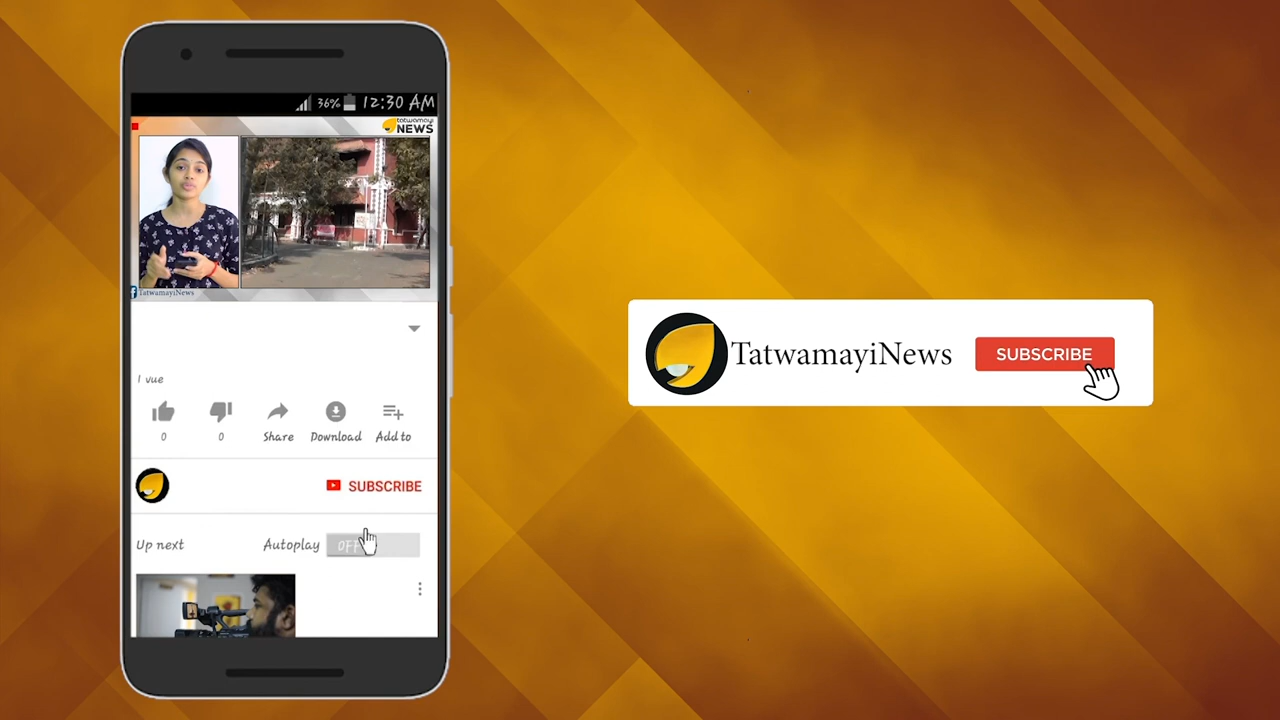 36% 12:30 AM
tatwamayi
NEWS
TatwamayiNews
1 vue
0 0 Share Download Add to
SUBSCRIBE
Up next Autoplay OFF
TatwamayiNews SUBSCRIBE